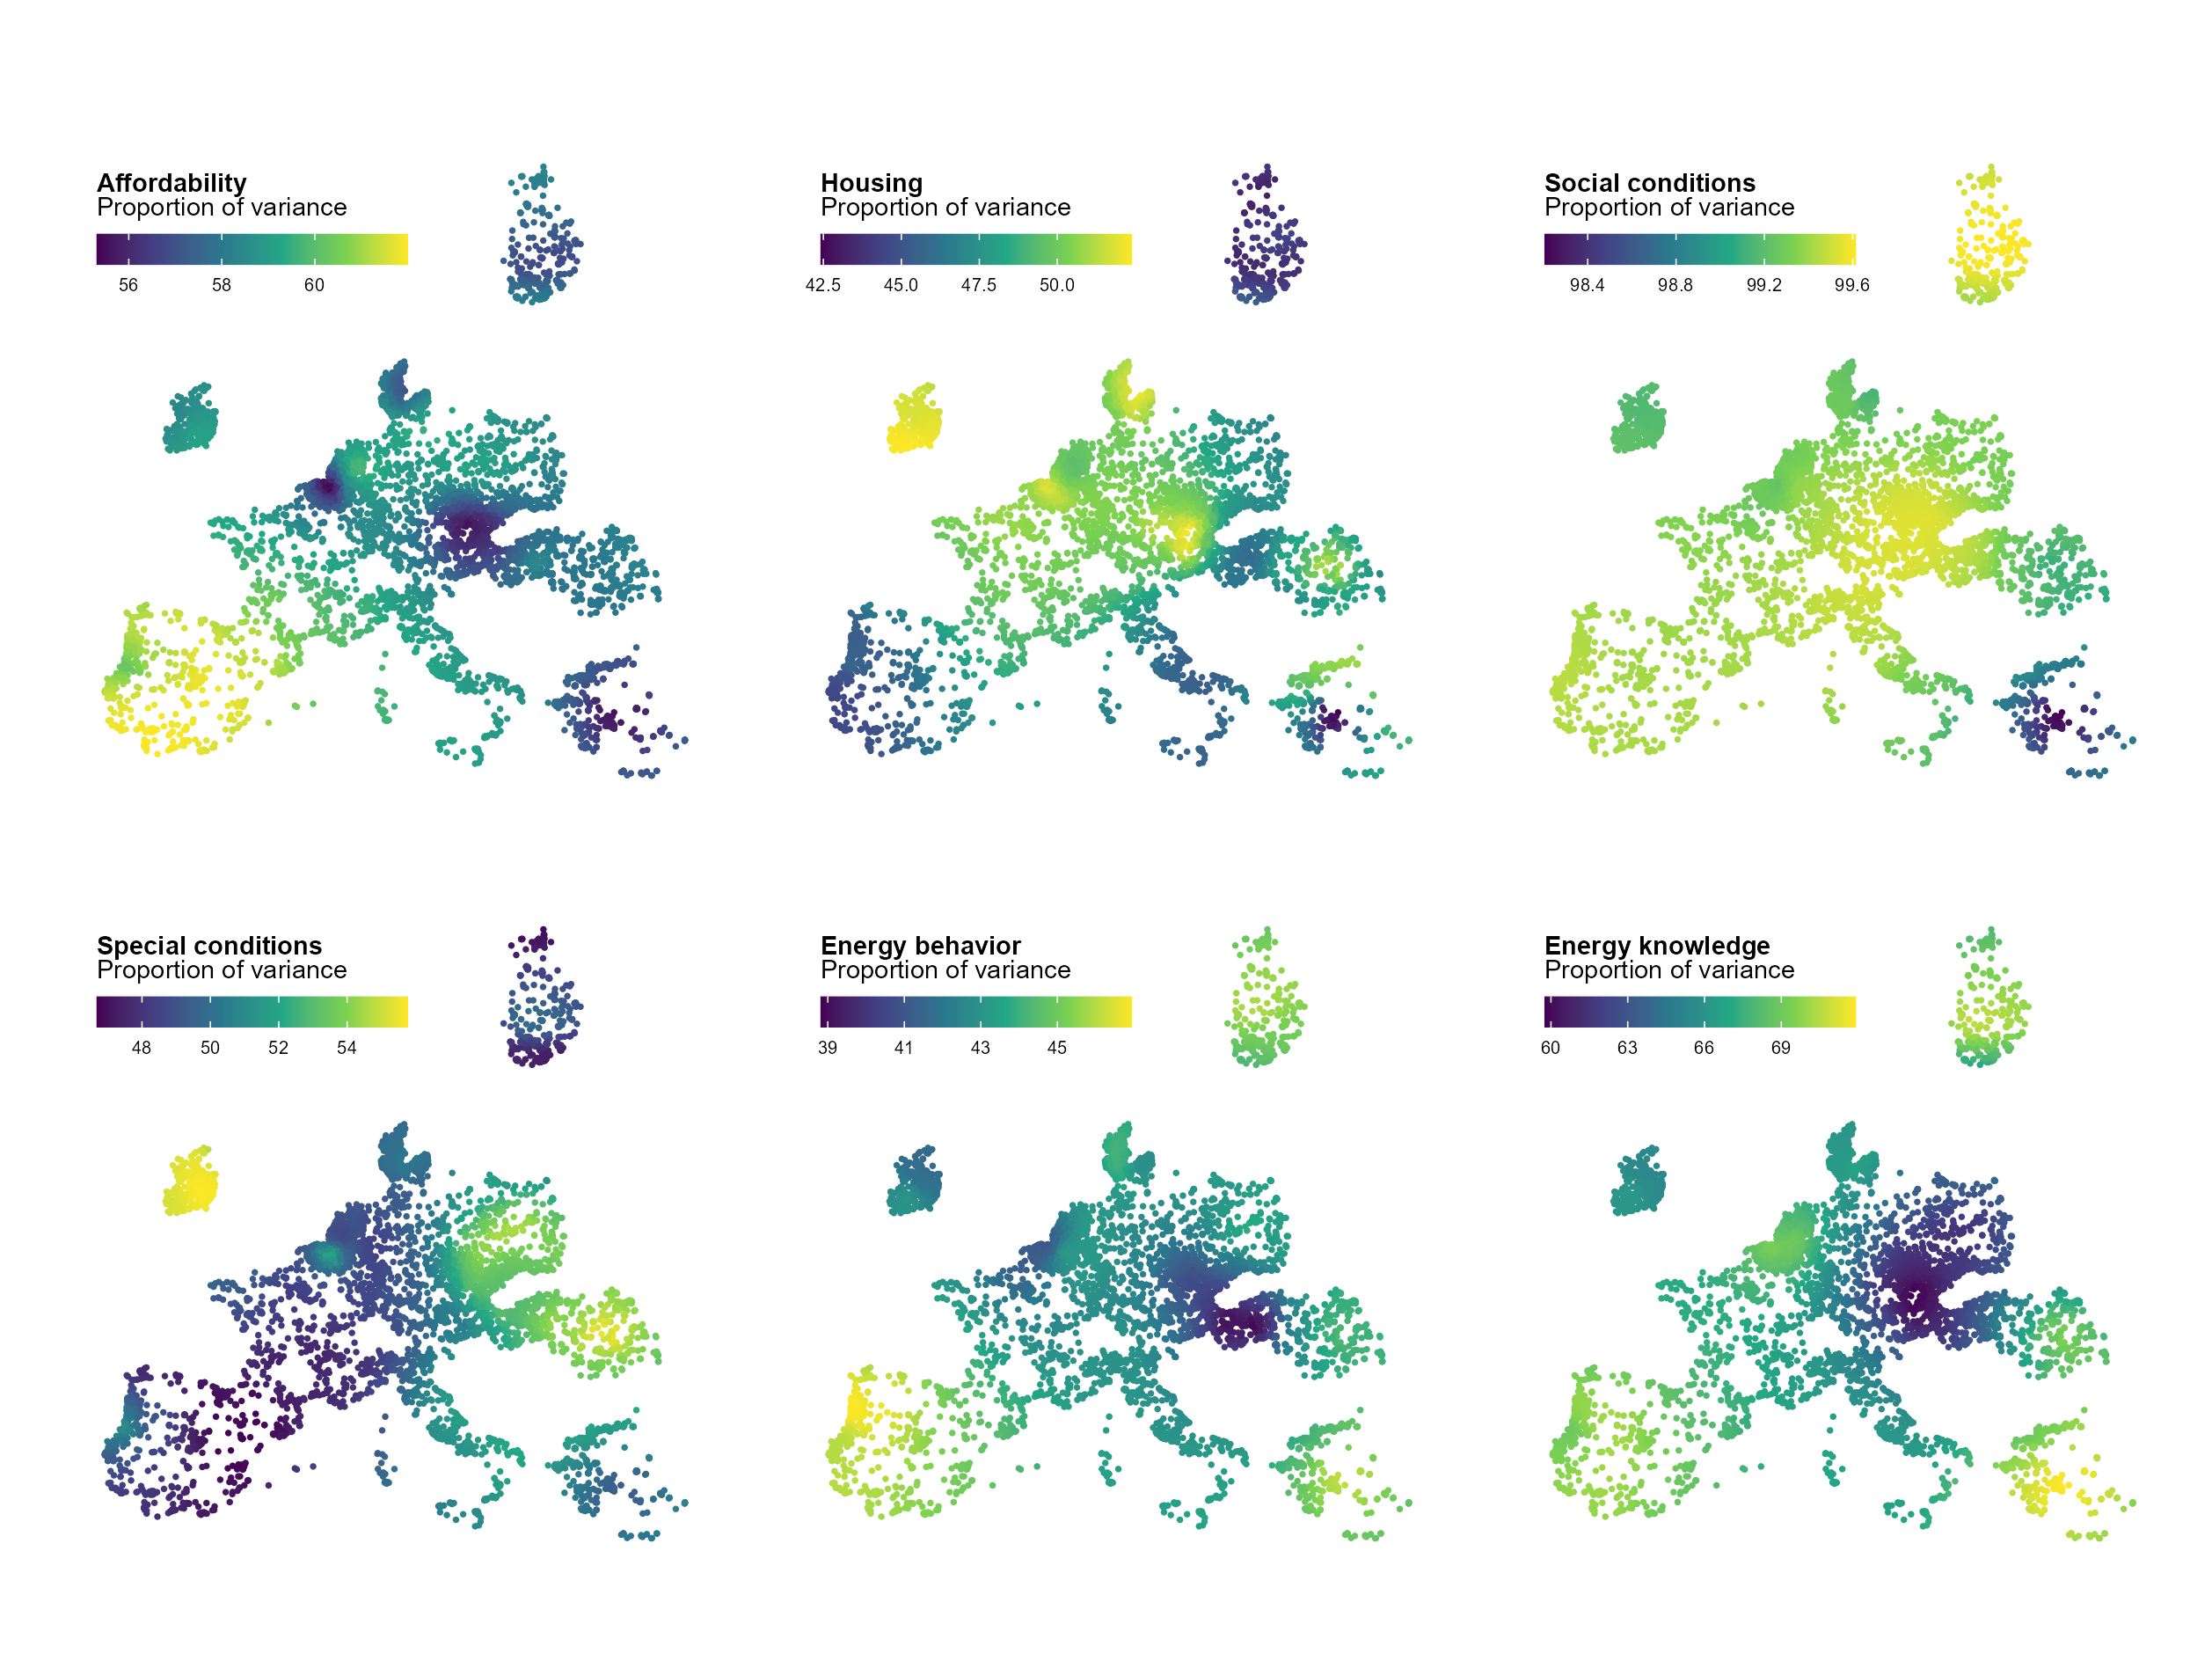 Affordability
Proportion of variance
56 58 60
Housing
Proportion of variance
42.5 45.0 47.5 50.0
Social conditions
Proportion of variance
98.4 98.8 99.2 99.6
Special conditions
Proportion of variance
48 50 52 54
Energy behavior
Proportion of variance
39 41 43 45
Energy knowledge
Proportion of variance
60 63 66 69